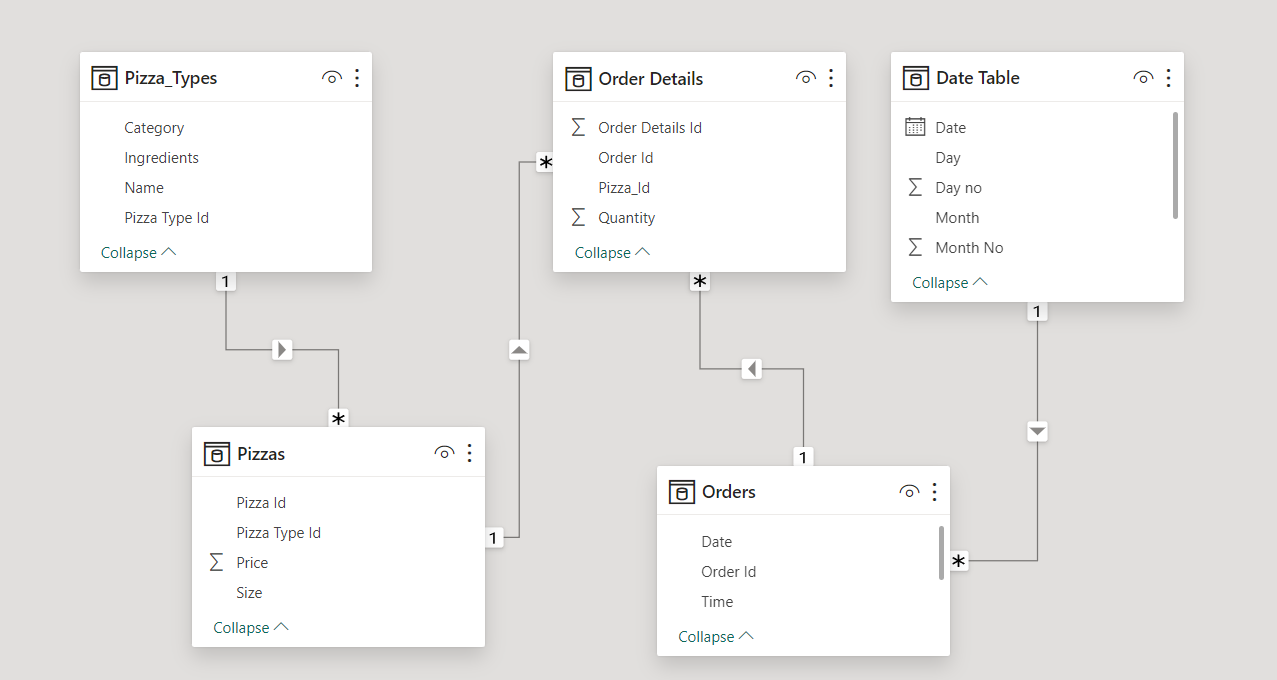 Pizza_Types
Category
Ingredients
Name
Pizza Type Id
Collapse
1
*
Pizzas
Pizza Id
Pizza Type Id
Σ Price
Size
Collapse
1
*
Order Details
Σ Order Details Id
Order Id
Pizza_Id
Σ Quantity
Collapse
*
1
Orders
Date
Order Id
Time
Collapse
*
Date Table
Date
Day
Σ Day no
Month
Σ Month No
Collapse
1